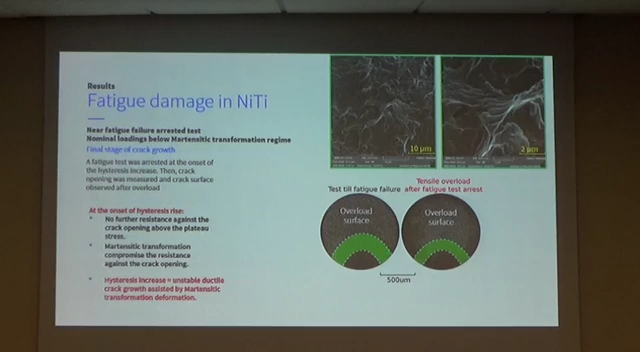 Results
Fatigue damage in NiTi
Near fatigue failure arrested test
Nominal loadings below Martensitic transformation regime
Final stage of crack growth
A fatigue test was arrested at the onset of
the hysteresis increase. Then, crack
opening was measured and crack surface
observed after overload
At the onset of hysteresis rise:
• No further resistance against the
crack opening above the plateau
stress.
• Martensitic transformation
compromise the resistance
against the crack opening.
• Hysteresis increase = unstable ductile
crack growth assisted by Martensitic
transformation deformation.
10 µm
2 µm
Test till fatigue failure
Tensile overload
after fatigue test arrest
Overload
surface
Overload
surface
500um